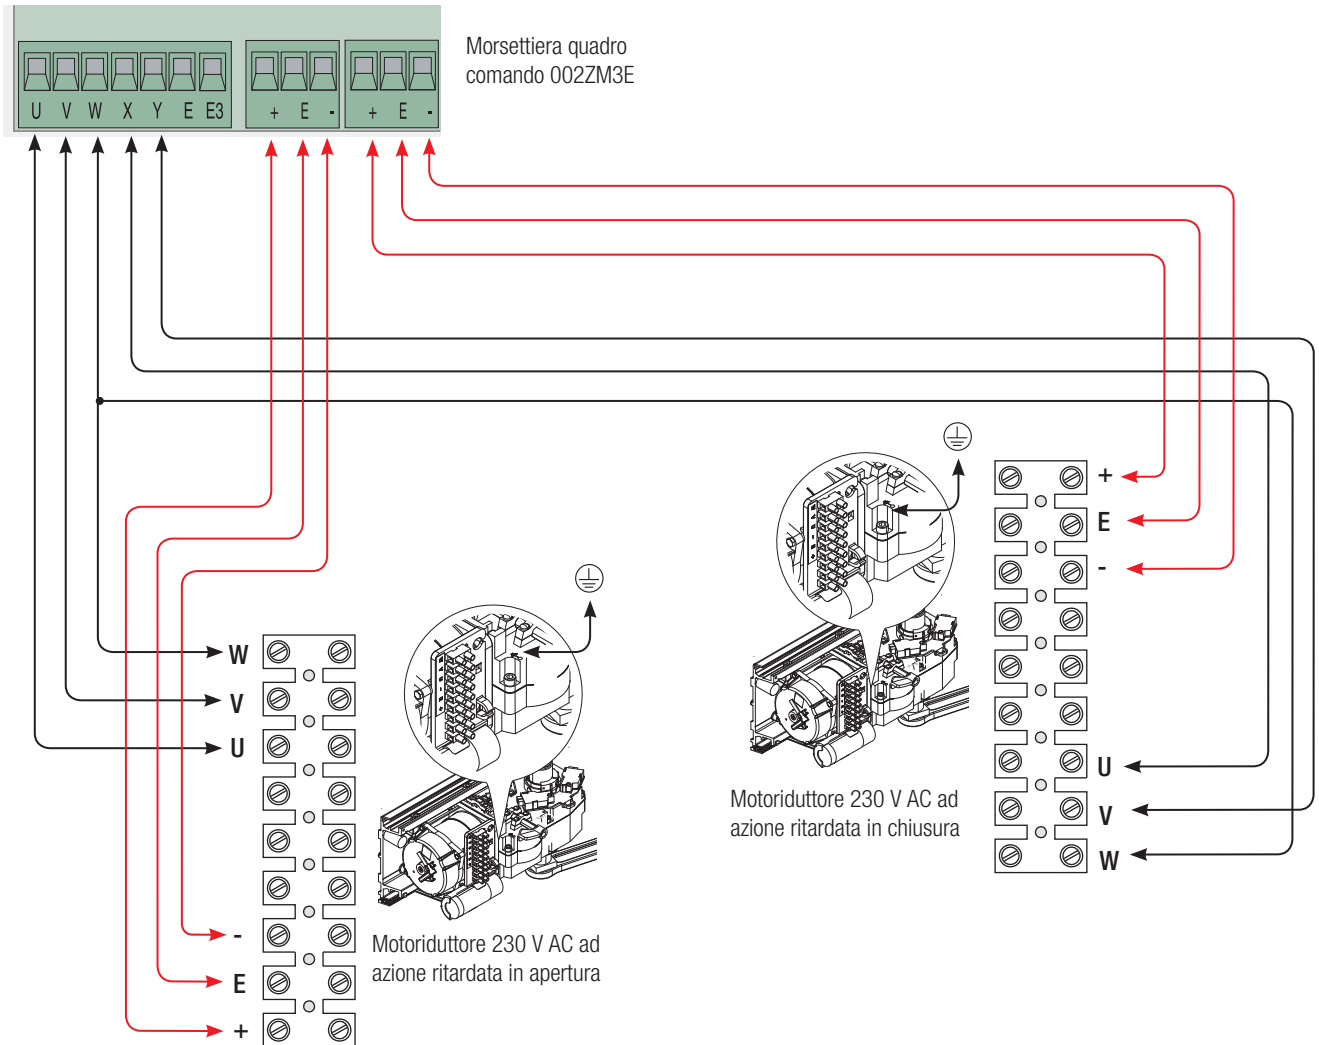 Morsettiera quadro
comando 002ZM3E
U V W X Y E E3 + E - + E -
+
E
-
U
V
W
Motoriduttore 230 V AC ad
azione ritardata in chiusura
W
V
U
-
E
+
Motoriduttore 230 V AC ad
azione ritardata in apertura